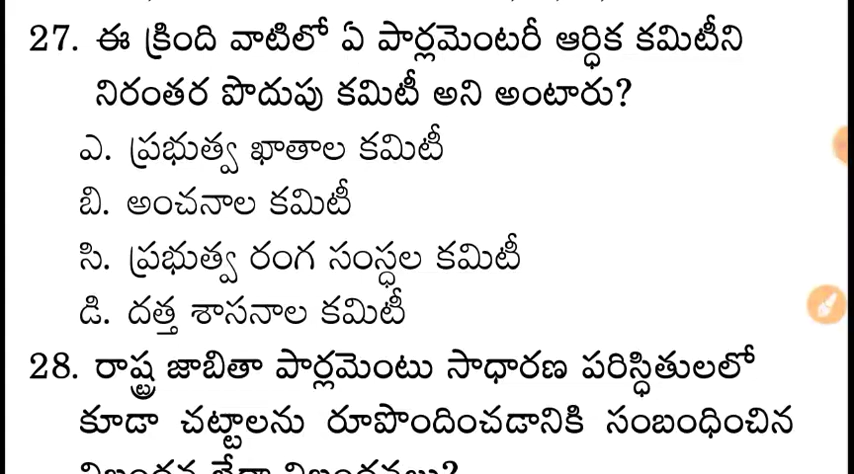 27. ఈ క్రింది వాటిలో ఏ పార్లమెంటరీ ఆర్థిక కమిటీని
నిరంతర పొదుపు కమిటీ అని అంటారు?
ఎ. ప్రభుత్వ ఖాతాల కమిటీ
బి. అంచనాల కమిటీ
సి. ప్రభుత్వ రంగ సంస్థల కమిటీ
డి. దత్త శాసనాల కమిటీ
28. రాష్ట్ర జాబితా పార్లమెంటు సాధారణ పరిస్థితులలో
కూడా చట్టాలను రూపొందించడానికి సంబంధించిన